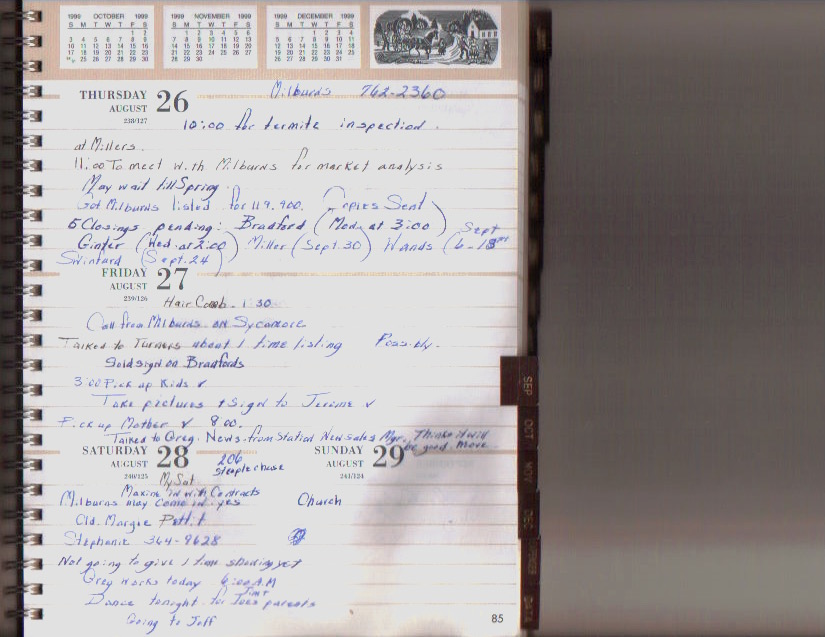 1999 OCTOBER 1999
S M T W T F S
1 2
3 4 5 6 7 8 9
10 11 12 13 14 15 16
17 18 19 20 21 22 23
25 26 27 28 29 30
1999 NOVEMBER 1999
S M T W T F S
1 2 3 4 5 6
7 8 9 10 11 12 13
14 15 16 17 18 19 20
21 22 23 24 25 26 27
28 29 30
1999 DECEMBER 1999
S M T W T F S
1 2 3 4
5 6 7 8 9 10 11
12 13 14 15 16 17 18
19 20 21 22 23 24 25
26 27 28 29 30 31
THURSDAY 26 Milburns 762-2360
AUGUST
238/127 10:00 for termite inspection.
at Millers.
11:00 To meet with Milburns for market analysis
May wait till Spring.
Got Milburns listed for 119,900. Copies Sent
5 Closings pending: Bradford (Mon. at 3:00)
Ginter (Wed. at 2:00) Miller (Sept. 30) Wands (Sept
Swinford (Sept. 24)
FRIDAY 27
AUGUST
239/126 Hair Comb. 1:30
Call from Milburns on Sycamore
Talked to Turners about 1 time listing Possibly.
Sold sign on Bradfords
3:00 Pick up Kids ✓
Take pictures + Sign to Jerome ✓
Pick up Mother ✓ 8:00.
Talked to Greg. News from Station New sales Mgr. Thinks it will
be good move.
SATURDAY 28 206
AUGUST steeplechase
240/125 My Sat.
Maxine in with Contracts
Milburns may come in. yes
Cld. Margie
Stephanie 364-9628
Not going to give 1 time showing yet
Greg works today 6:00 A.M
Dance tonight for parents
Going to Jeff
SUNDAY 29
AUGUST
241/124
Church
85
SEP
OCT
NOV
DEC